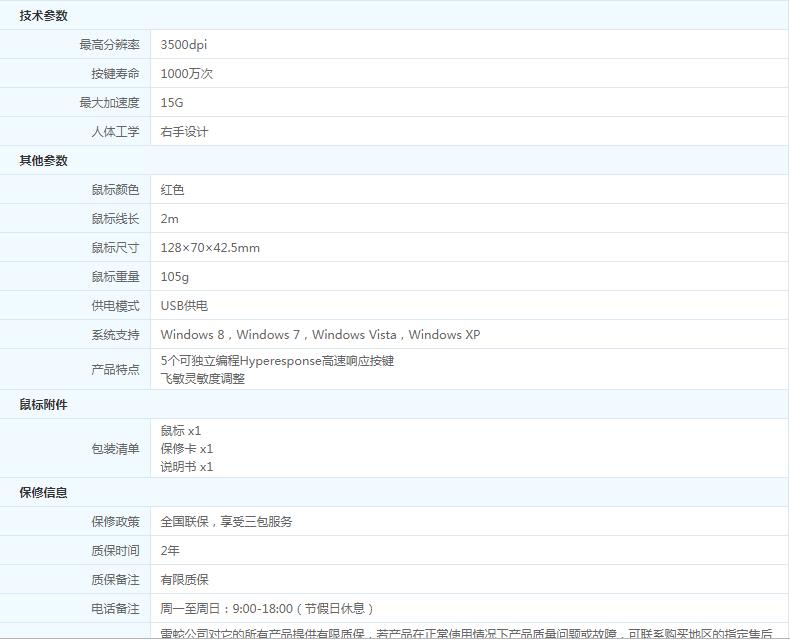 技术参数
最高分辨率 3500dpi
按键寿命 1000万次
最大加速度 15G
人体工学 右手设计
其他参数
鼠标颜色 红色
鼠标线长 2m
鼠标尺寸 128×70×42.5mm
鼠标重量 105g
供电模式 USB供电
系统支持 Windows 8，Windows 7，Windows Vista，Windows XP
产品特点 5个可独立编程Hyperesponse高速响应按键
飞敏灵敏度调整
鼠标附件
包装清单 鼠标 x1
保修卡 x1
说明书 x1
保修信息
保修政策 全国联保，享受三包服务
质保时间 2年
质保备注 有限质保
电话备注 周一至周日：9:00-18:00（节假日休息）
雷蛇公司对它的所有产品提供有限质保，若产品在正常使用情况下产品质量问题或故障，可联系购买地区的指定售后